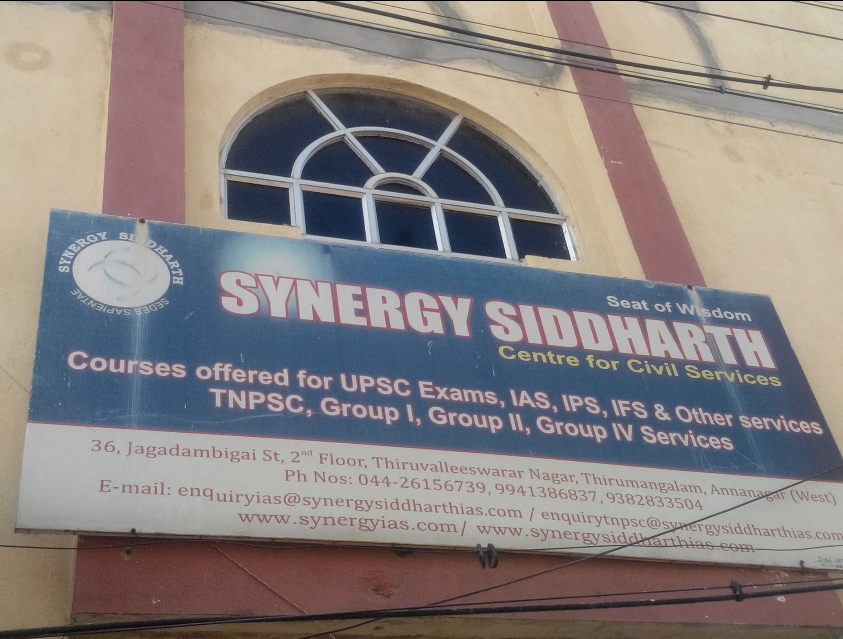 SYNERGY SIDDHARTH
SEDES SAPIENTAE
Seat of Wisdom
SYNERGY SIDDHARTH
Centre for Civil Services
Courses offered for UPSC Exams, IAS, IPS, IFS & Other services
TNPSC, Group I, Group II, Group IV Services
36, Jagadambigai St, 2nd Floor, Thiruvalleeswarar Nagar, Thirumangalam, Annanagar (West)
Ph Nos: 044-26156739, 9941386837, 9382833504
E-mail: enquiryias@synergysiddharthias.com / enquirytnpsc@synergysiddharthias.com
www.synergyias.com/ www.synergysiddharthias.com